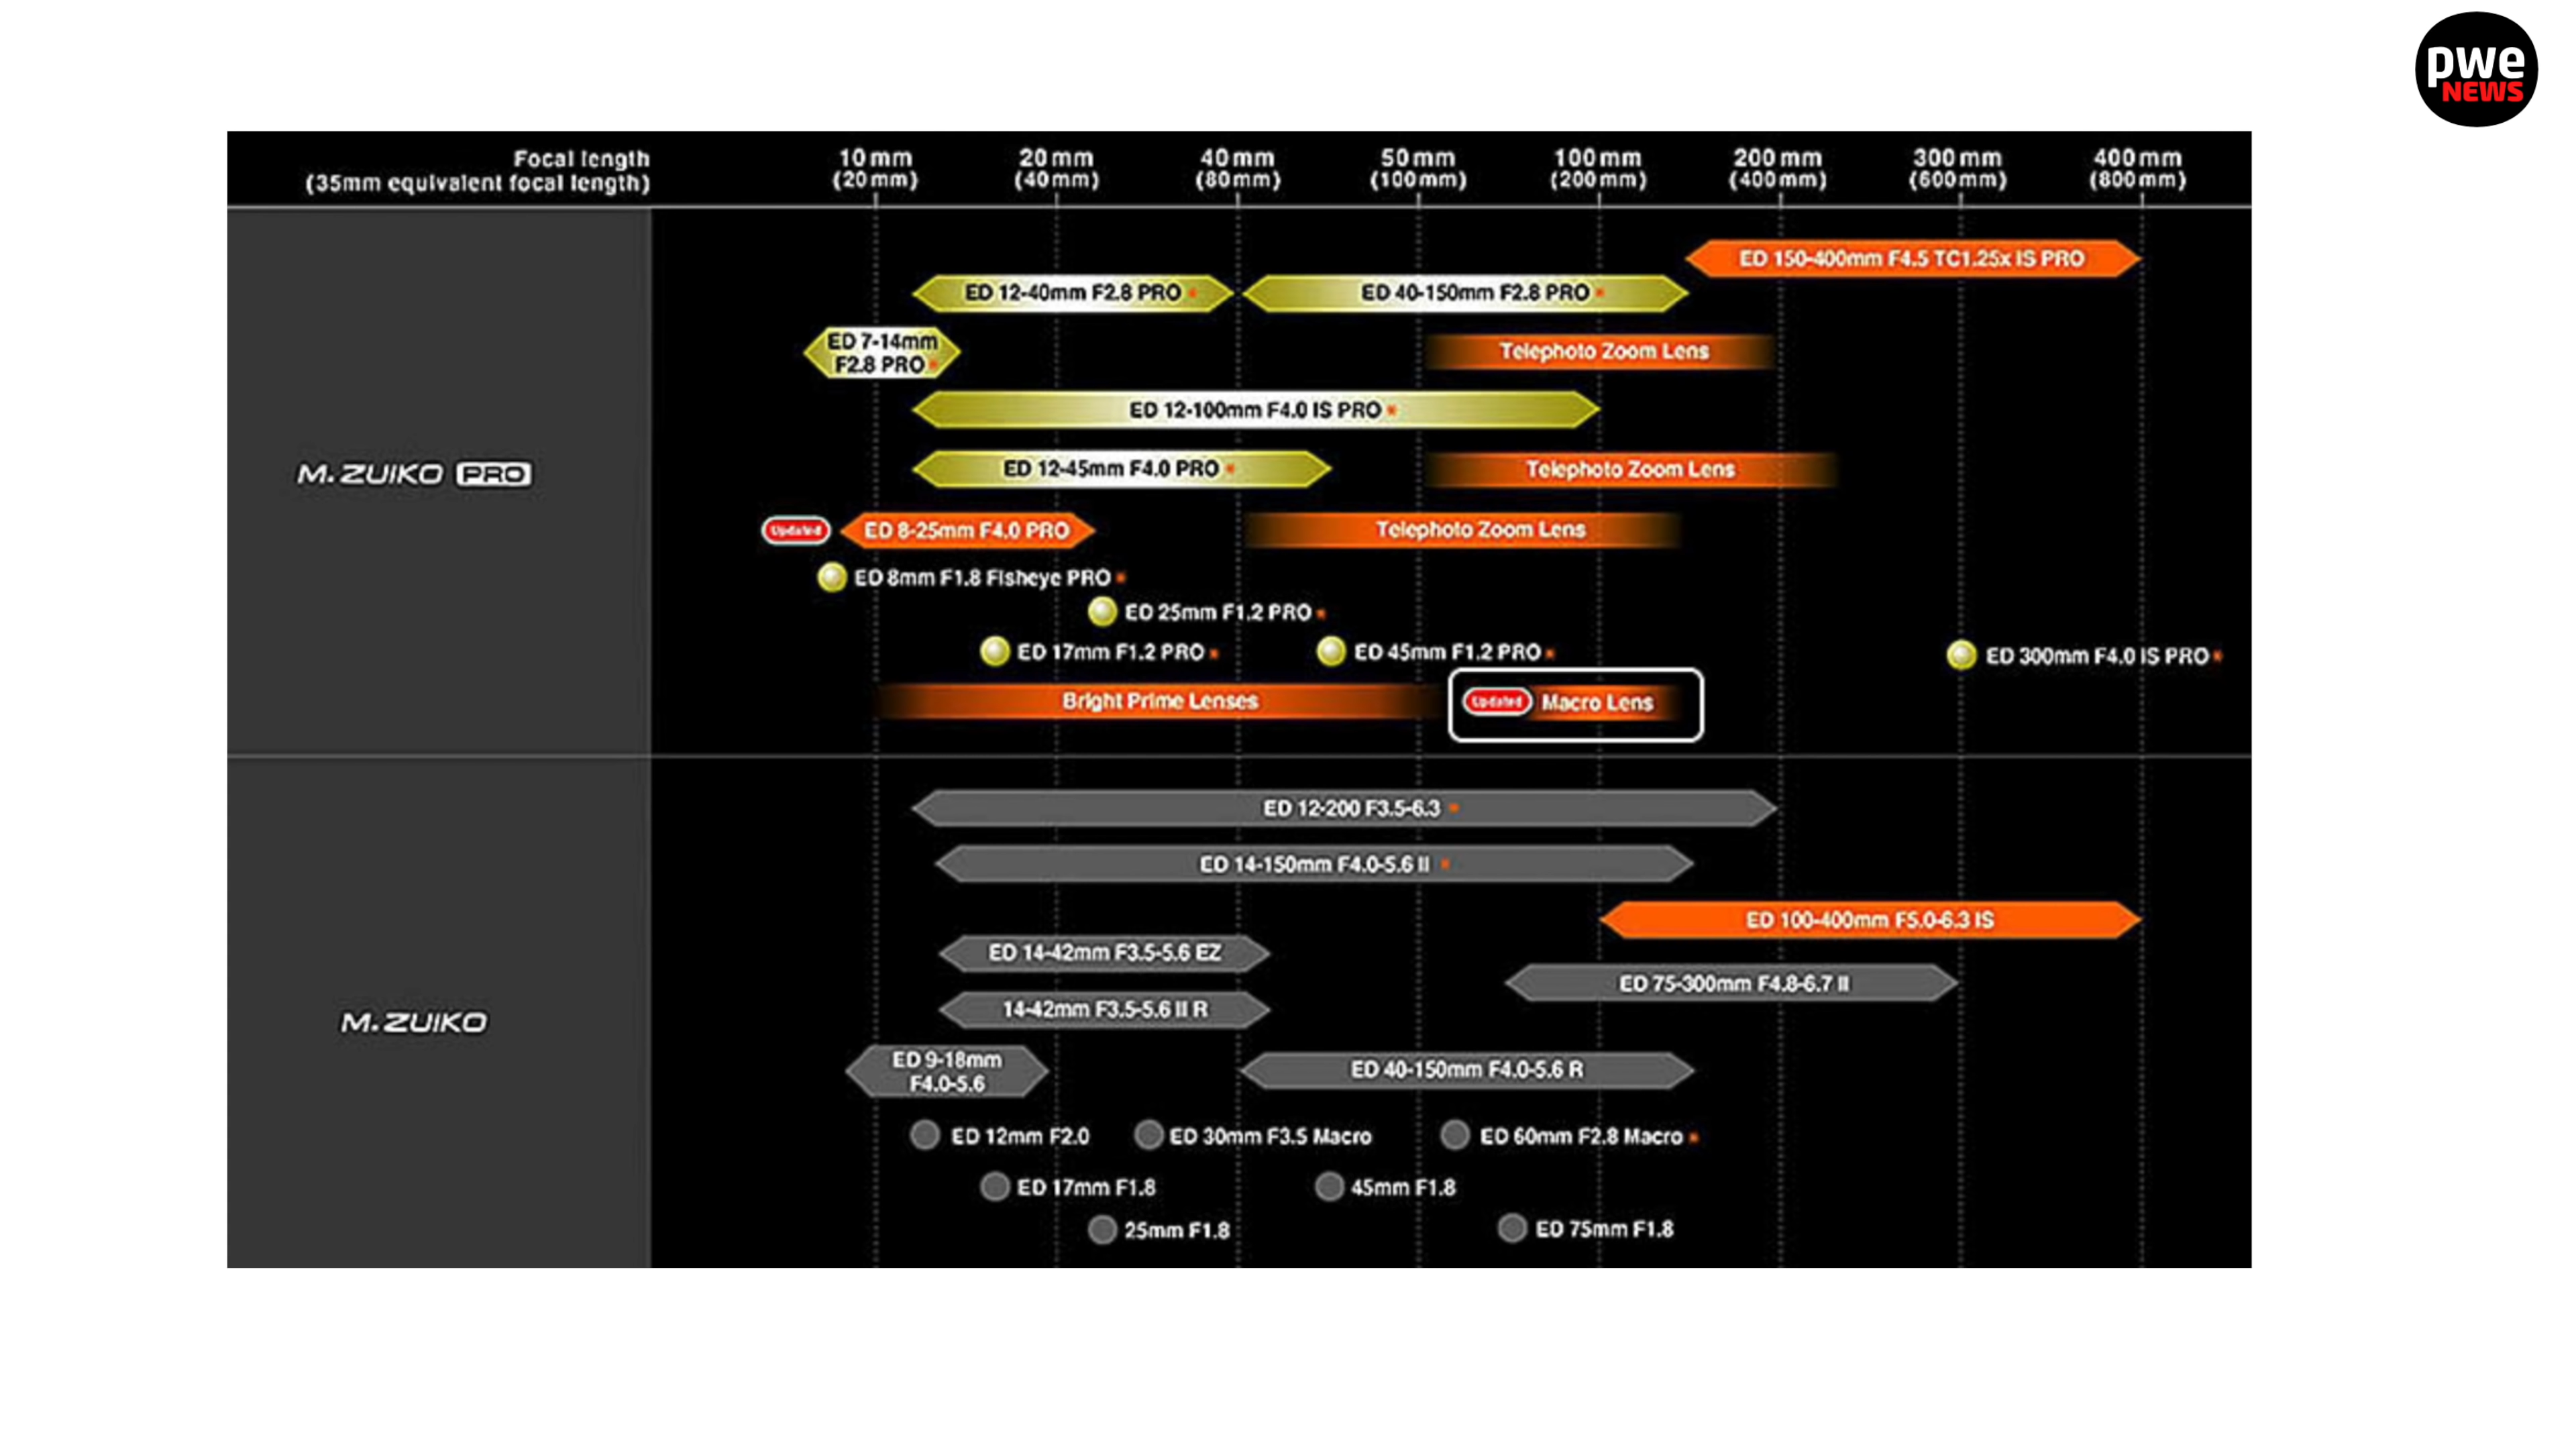 pwe
NEWS
Focal length
(35mm equivalent focal length)
10mm
(20mm)
20mm
(40mm)
40mm
(80mm)
50mm
(100mm)
100mm
(200mm)
200mm
(400mm)
300mm
(600mm)
400mm
(800mm)
ED 150-400mm F4.5 TC1.25x IS PRO
ED 12-40mm F2.8 PRO
ED 40-150mm F2.8 PRO
ED 7-14mm
F2.8 PRO
Telephoto Zoom Lens
ED 12-100mm F4.0 IS PRO
M.ZUIKO PRO
ED 12-45mm F4.0 PRO
Telephoto Zoom Lens
Updated
ED 8-25mm F4.0 PRO
Telephoto Zoom Lens
ED 8mm F1.8 Fisheye PRO
ED 25mm F1.2 PRO
ED 17mm F1.2 PRO
ED 45mm F1.2 PRO
ED 300mm F4.0 IS PRO
Bright Prime Lenses
Updated
Macro Lens
M.ZUIKO
ED 12-200 F3.5-6.3
ED 14-150mm F4.0-5.6 II
ED 100-400mm F5.0-6.3 IS
ED 14-42mm F3.5-5.6 EZ
ED 75-300mm F4.8-6.7 II
14-42mm F3.5-5.6 II R
ED 9-18mm
F4.0-5.6
ED 40-150mm F4.0-5.6 R
ED 12mm F2.0
ED 30mm F3.5 Macro
ED 60mm F2.8 Macro
ED 17mm F1.8
45mm F1.8
25mm F1.8
ED 75mm F1.8